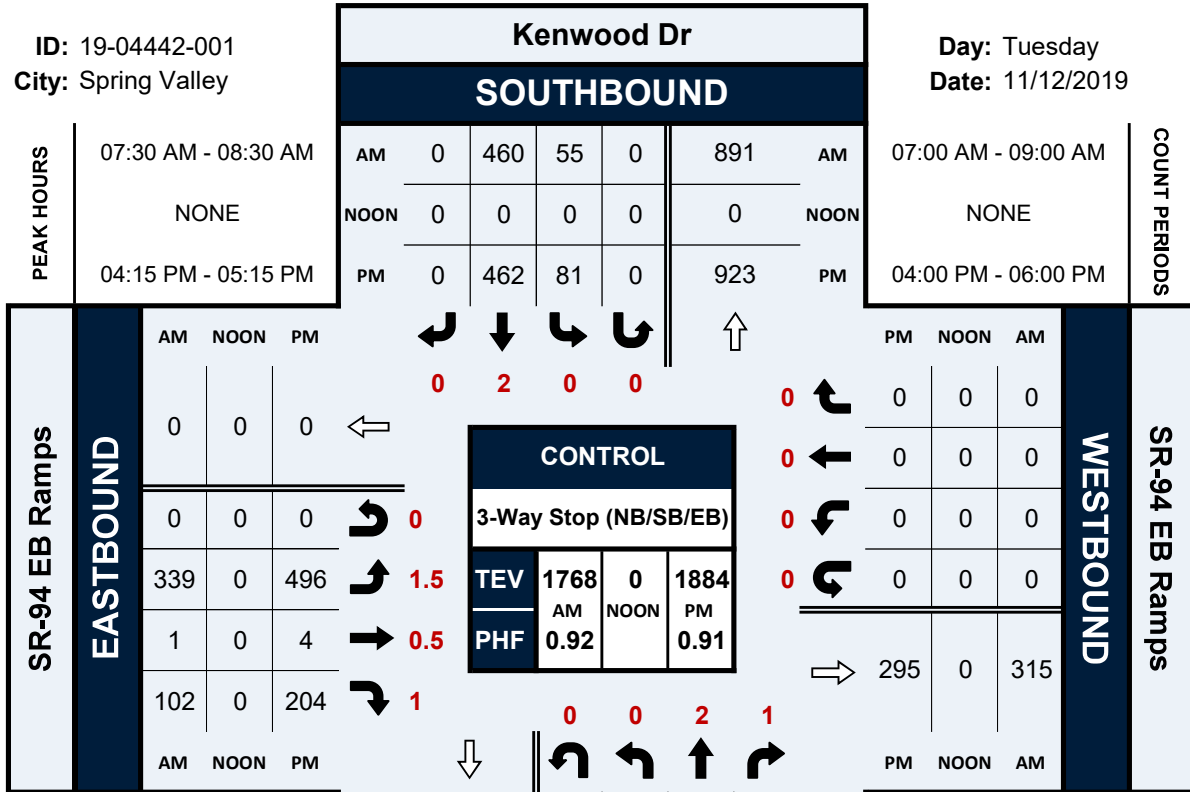 ID: 19-04442-001
City: Spring Valley
Kenwood Dr
SOUTHBOUND
Day: Tuesday
Date: 11/12/2019
PEAK HOURS
07:30 AM - 08:30 AM
NONE
04:15 PM - 05:15 PM
AM 0 460 55 0 891 AM
NOON 0 0 0 0 0 NOON
PM 0 462 81 0 923 PM
07:00 AM - 09:00 AM
NONE
04:00 PM - 06:00 PM
COUNT PERIODS
0 2 0 0
SR-94 EB Ramps
EASTBOUND
AM NOON PM
0 0 0
0 0 0 0
339 0 496 1.5
1 0 4 0.5
102 0 204 1
AM NOON PM
CONTROL
3-Way Stop (NB/SB/EB)
TEV 1768 0 1884
AM NOON PM
PHF 0.92 0.91
0 0 2 1
PM NOON AM
0 0 0 0
0 0 0 0
0 0 0 0
0 0 0 0
295 0 315
PM NOON AM
WESTBOUND
SR-94 EB Ramps